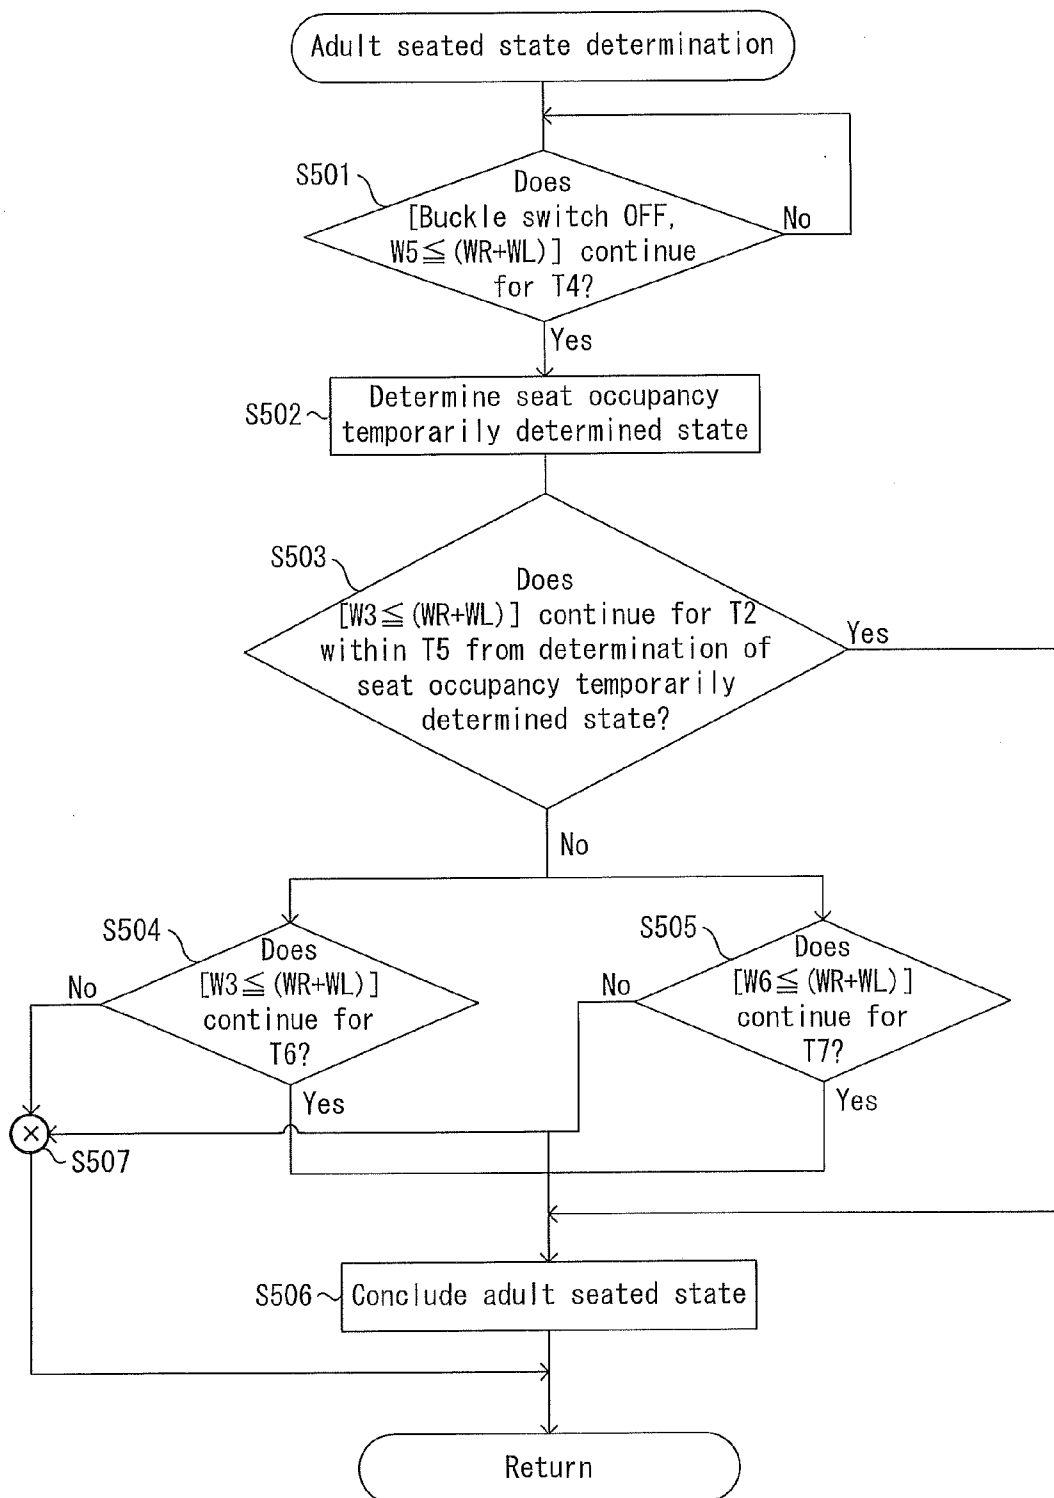 Adult seated state determination
S501
Does
[Buckle switch OFF,
W5≦(WR+WL)] continue
for T4?
No
Yes
S502
Determine seat occupancy
temporarily determined state
S503
Does
[W3≦(WR+WL)] continue for T2
within T5 from determination of
seat occupancy temporarily
determined state?
Yes
No
S504
Does
[W3≦(WR+WL)]
continue for
T6?
No
Yes
S505
Does
[W6≦(WR+WL)]
continue for
T7?
No
Yes
S507
S506
Conclude adult seated state
Return